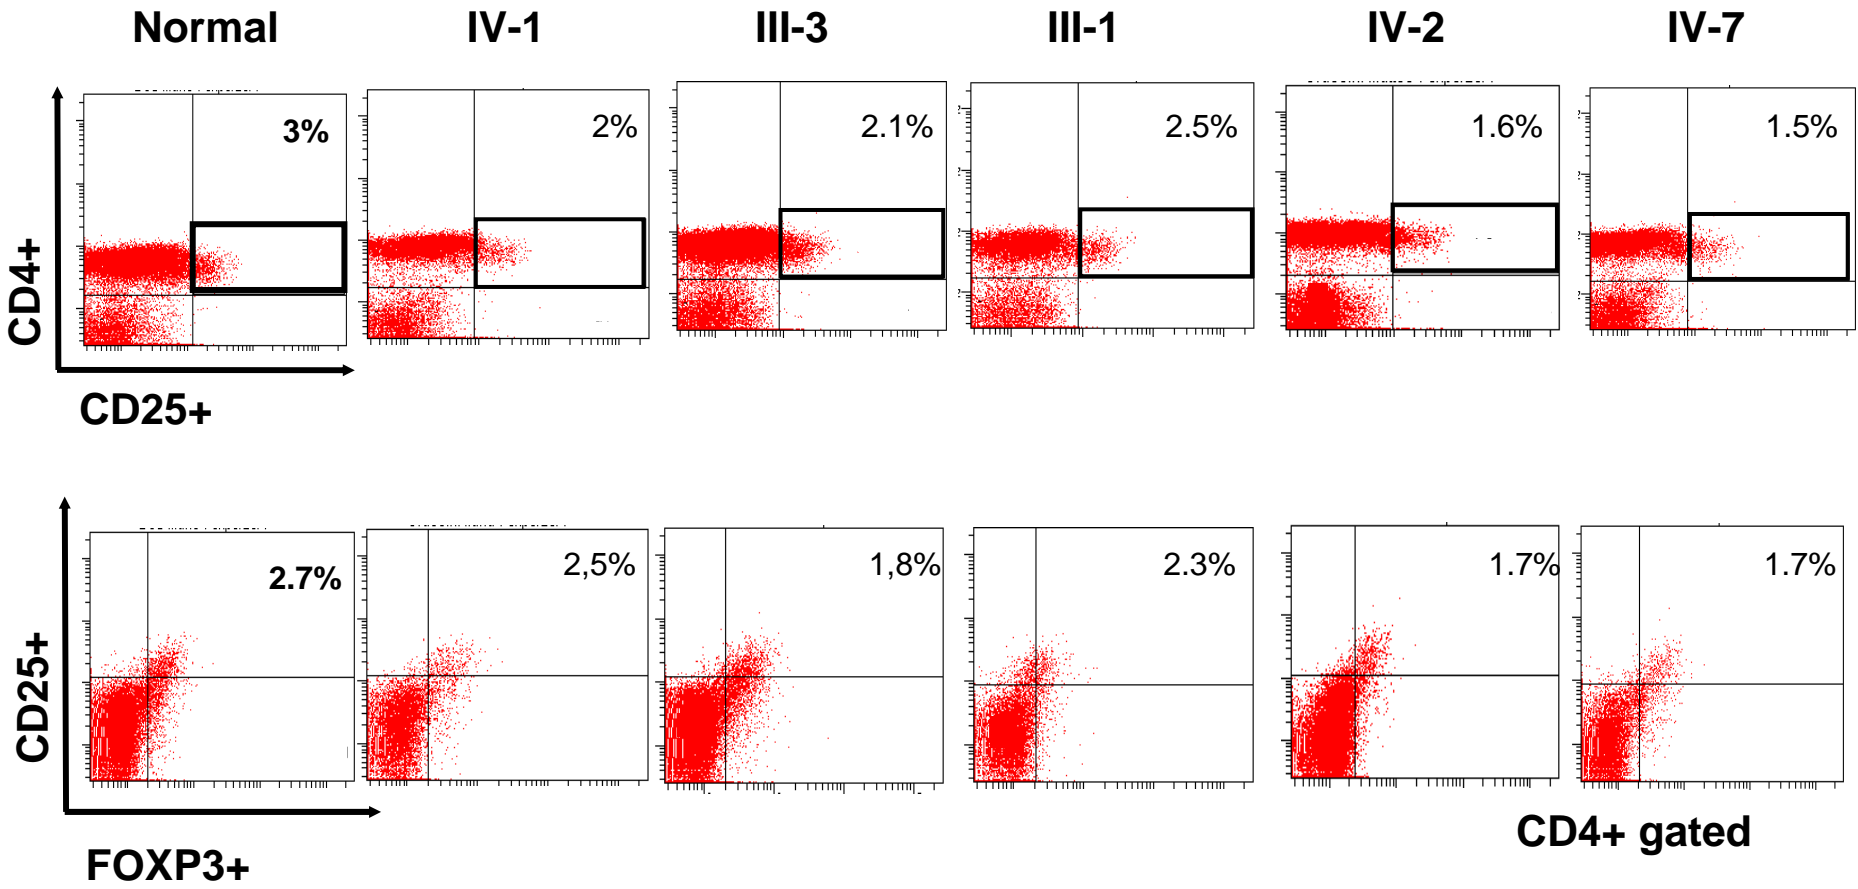 Normal IV-1 III-3 III-1 IV-2 IV-7
3% 2% 2.1% 2.5% 1.6% 1.5%
CD4+
CD25+
2.7% 2,5% 1,8% 2.3% 1.7% 1.7%
CD25+
FOXP3+
CD4+ gated